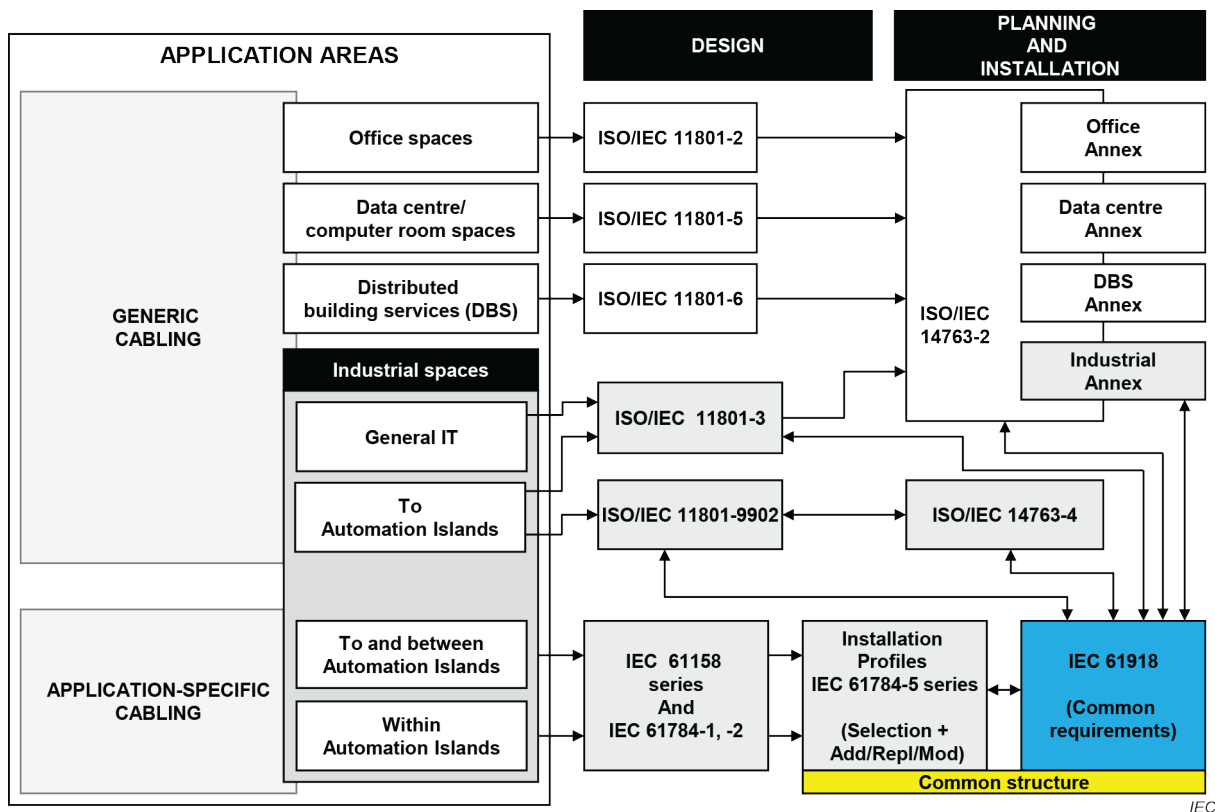 APPLICATION AREAS
DESIGN
PLANNING
AND
INSTALLATION
GENERIC
CABLING
Office spaces
ISO/IEC 11801-2
Office
Annex
Data centre/
computer room spaces
ISO/IEC 11801-5
Data centre
Annex
Distributed
building services (DBS)
ISO/IEC 11801-6
DBS
Annex
ISO/IEC
14763-2
Industrial
Annex
Industrial spaces
General IT
ISO/IEC 11801-3
To
Automation Islands
ISO/IEC 11801-9902
ISO/IEC 14763-4
APPLICATION-SPECIFIC
CABLING
To and between
Automation Islands
Within
Automation Islands
IEC 61158
series
And
IEC 61784-1, -2
Installation
Profiles
IEC 61784-5 series
(Selection +
Add/Repl/Mod)
IEC 61918
(Common
requirements)
Common structure
IEC